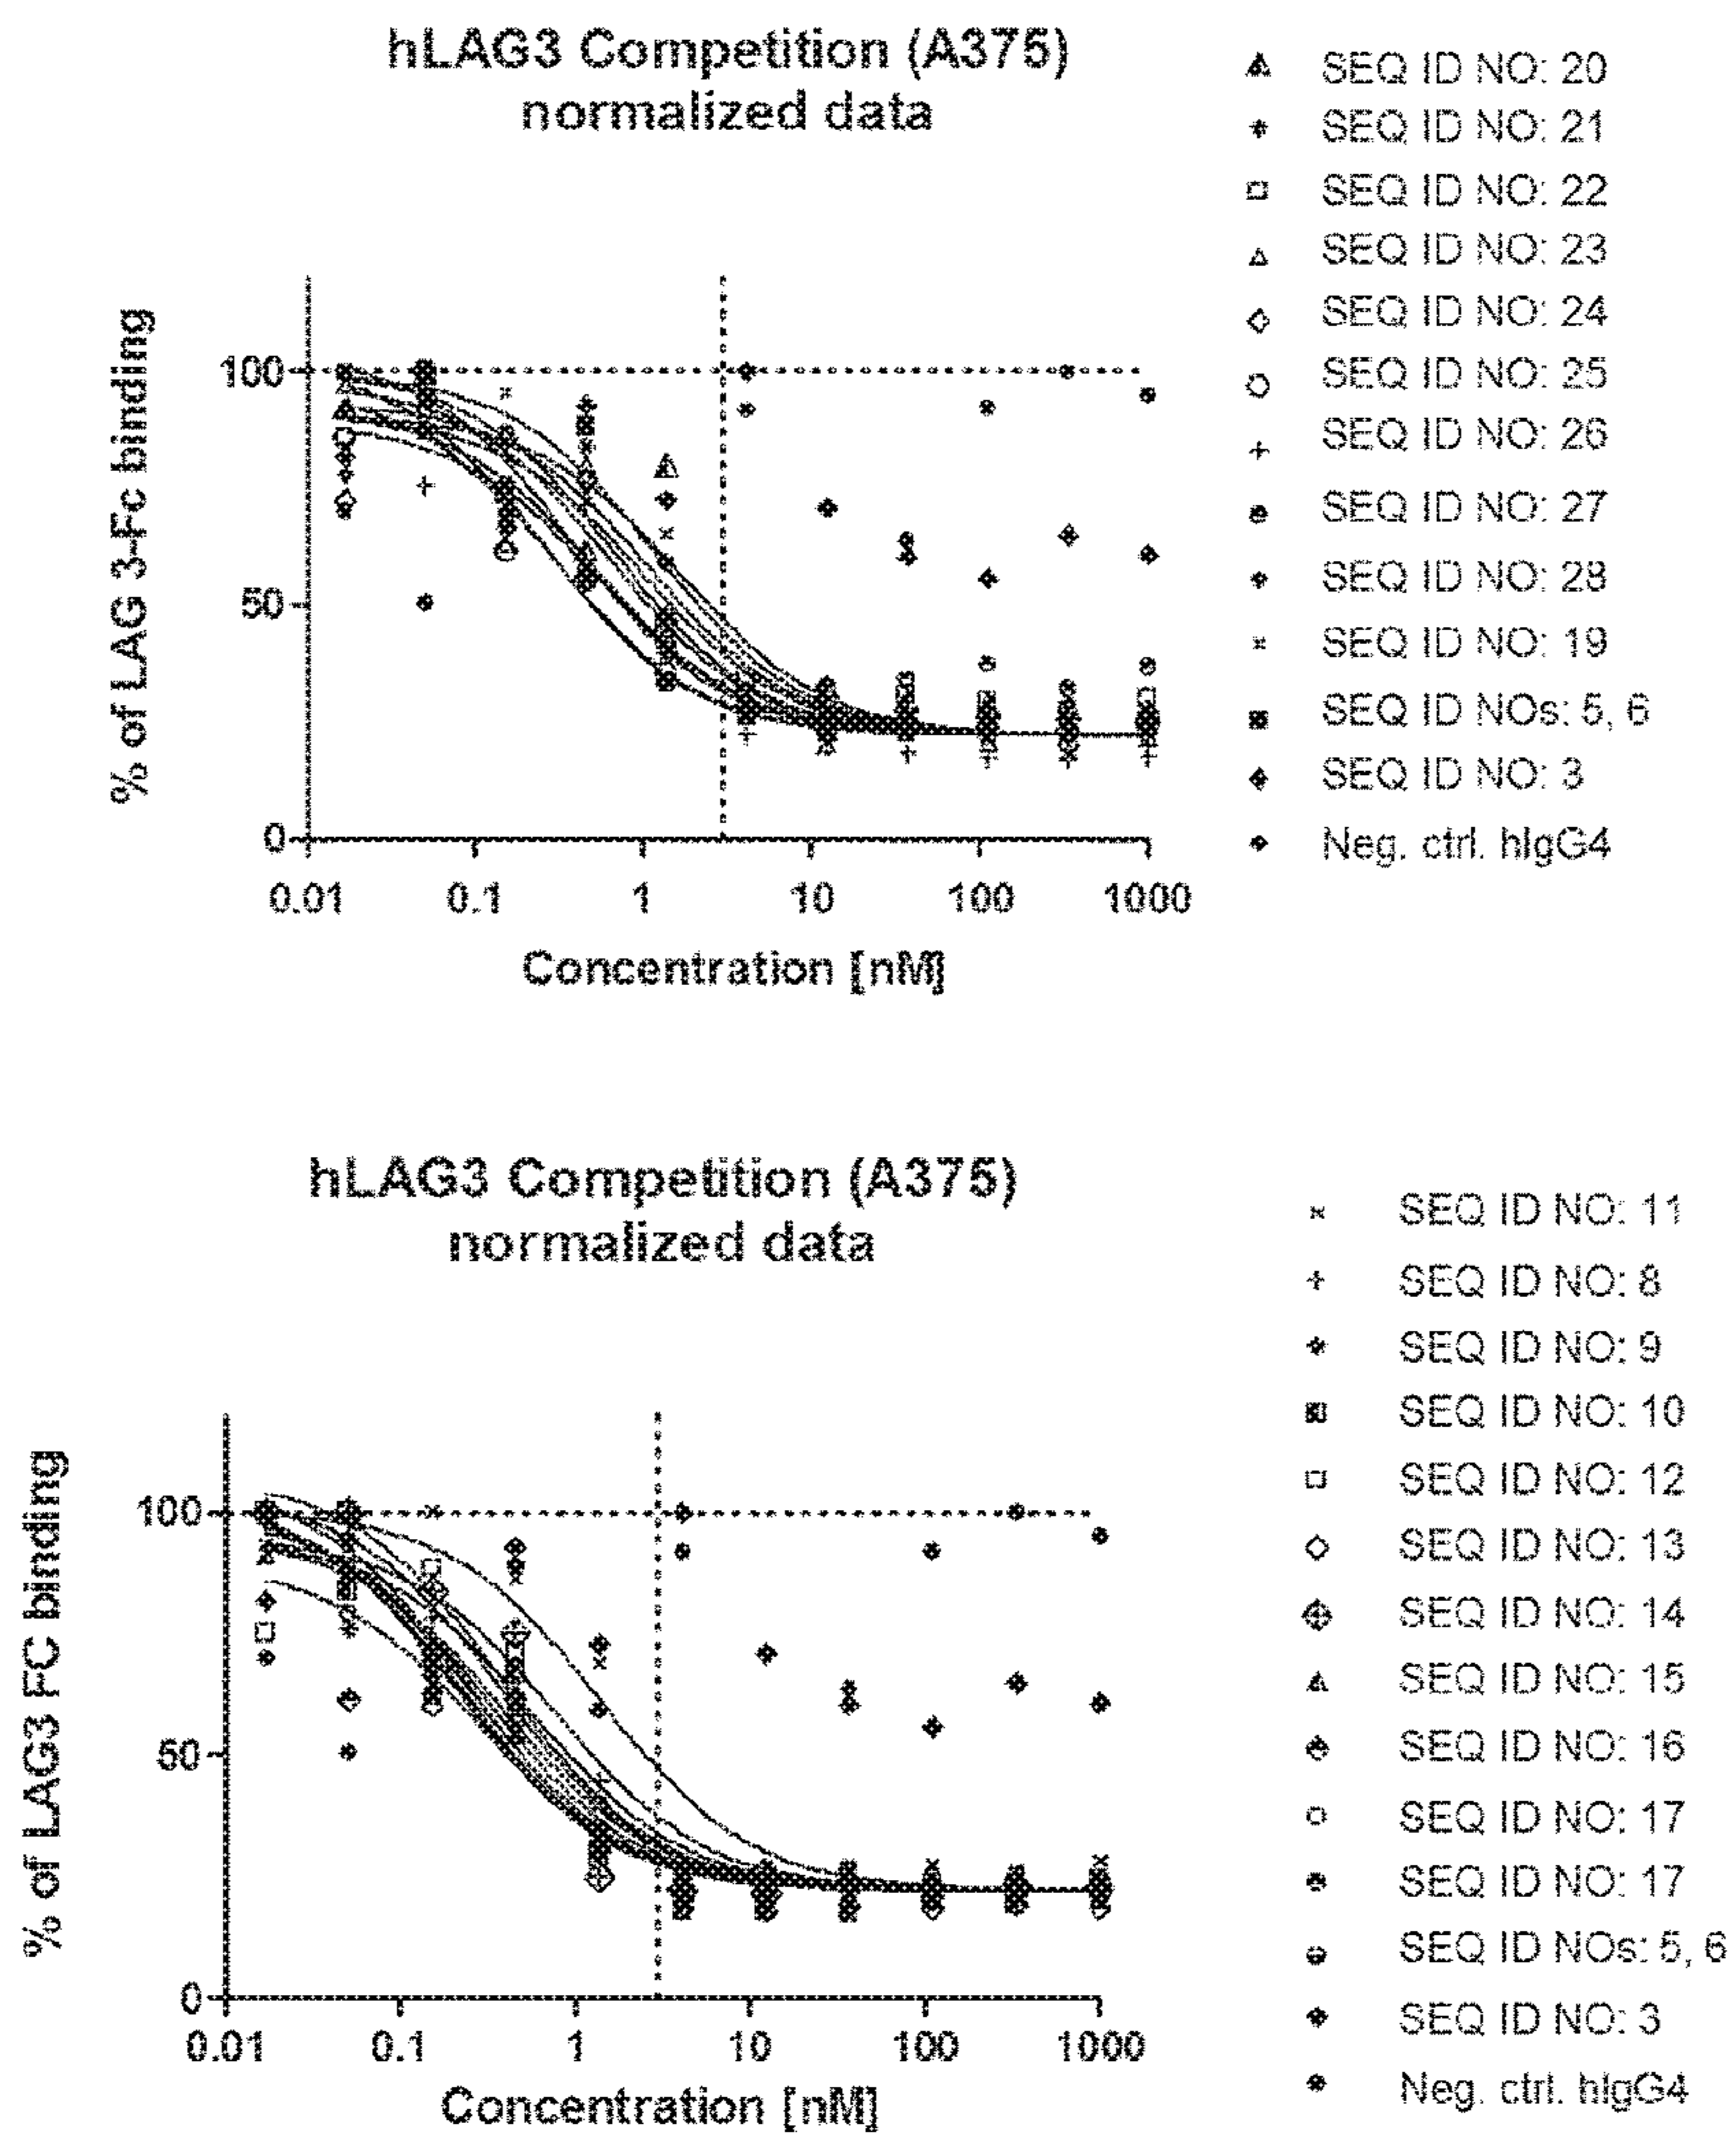 hLAG3 Competition (A375)
normalized data
% of LAG 3-Fc binding
100
50
0
0.01 0.1 1 10 100 1000
Concentration [nM]
SEQ ID NO: 20
SEQ ID NO: 21
SEQ ID NO: 22
SEQ ID NO: 23
SEQ ID NO: 24
SEQ ID NO: 25
SEQ ID NO: 26
SEQ ID NO: 27
SEQ ID NO: 28
SEQ ID NO: 19
SEQ ID NOs: 5, 6
SEQ ID NO: 3
Neg. ctrl. hIgG4
hLAG3 Competition (A375)
normalized data
% of LAG3 FC binding
100
50
0
0.01 0.1 1 10 100 1000
Concentration [nM]
SEQ ID NO: 11
SEQ ID NO: 8
SEQ ID NO: 9
SEQ ID NO: 10
SEQ ID NO: 12
SEQ ID NO: 13
SEQ ID NO: 14
SEQ ID NO: 15
SEQ ID NO: 16
SEQ ID NO: 17
SEQ ID NO: 17
SEQ ID NOs: 5, 6
SEQ ID NO: 3
Neg. ctrl. hIgG4